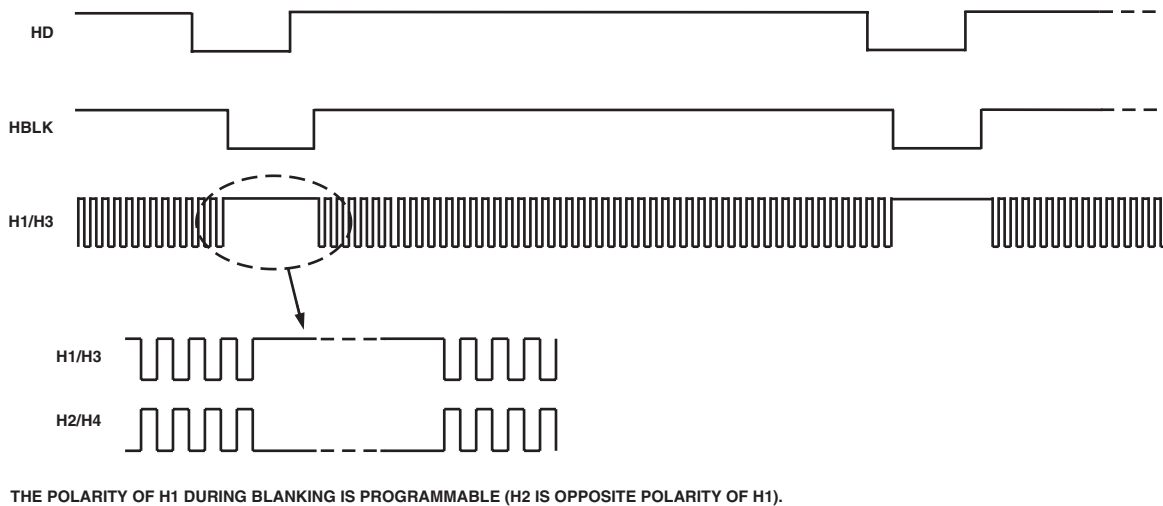 HD
HBLK
H1/H3
H1/H3
H2/H4
THE POLARITY OF H1 DURING BLANKING IS PROGRAMMABLE (H2 IS OPPOSITE POLARITY OF H1).